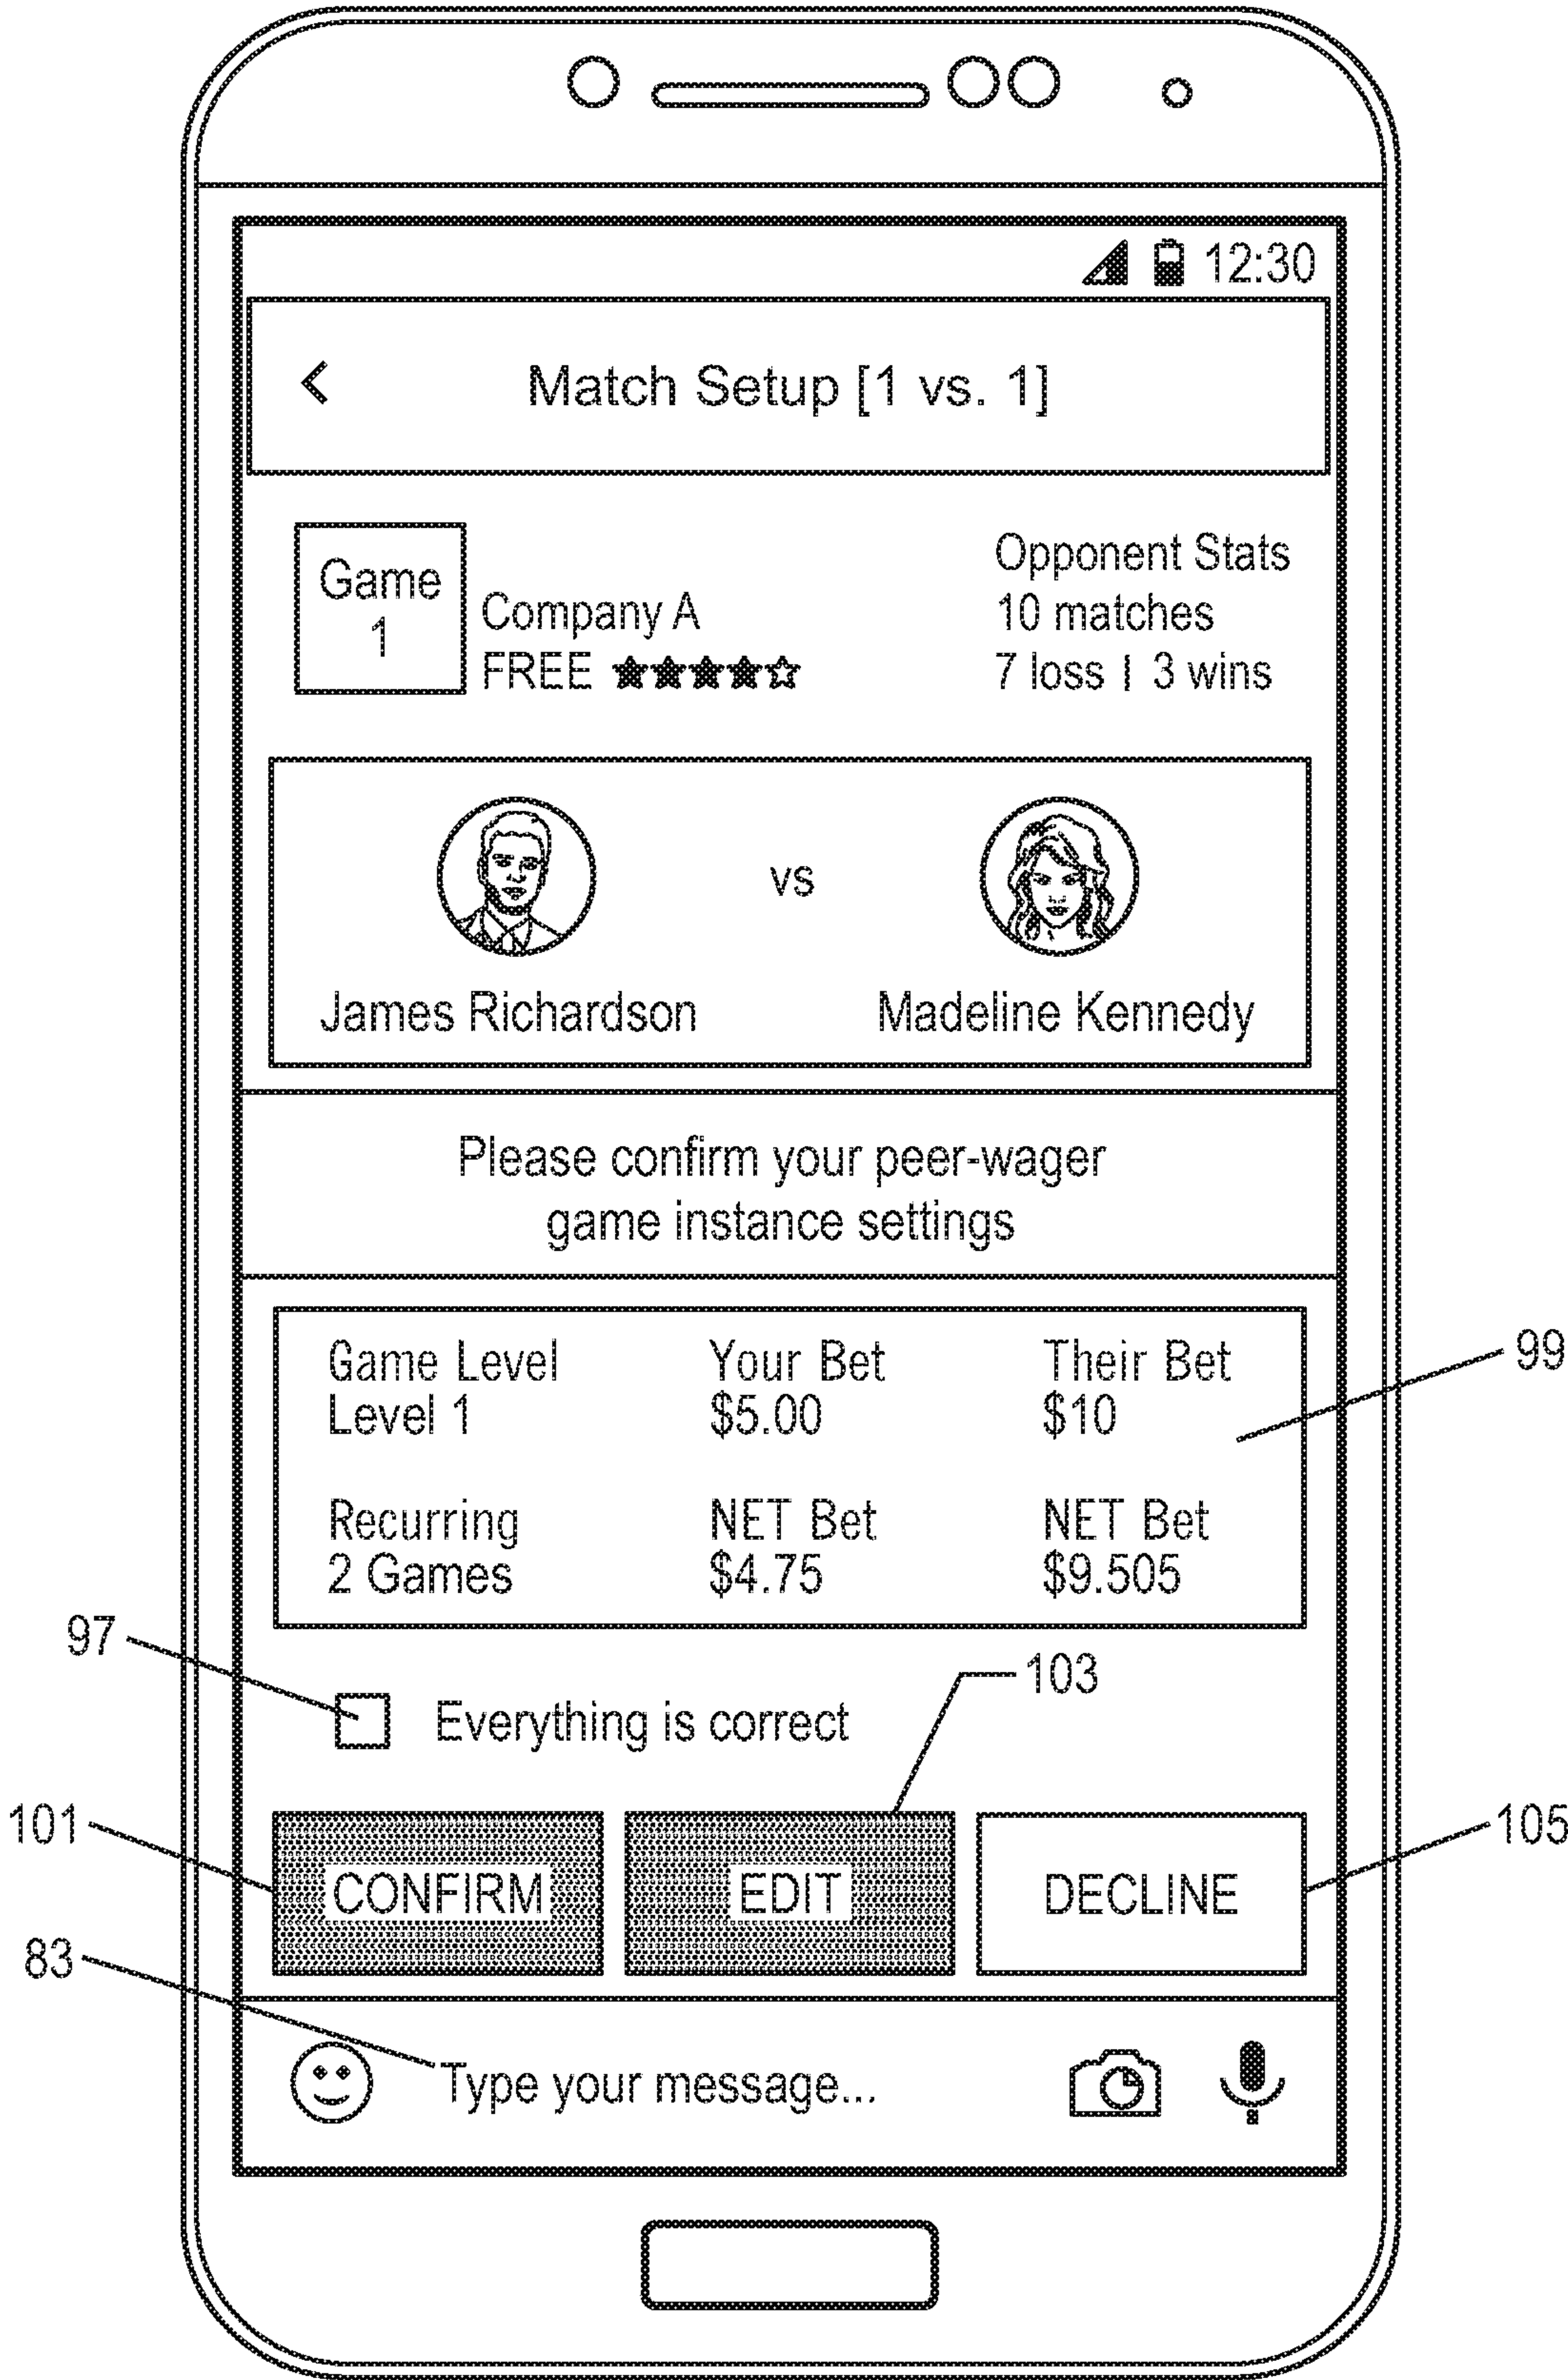 12:30
< Match Setup [1 vs. 1]
Game
1
Company A
FREE ★★★★☆
Opponent Stats
10 matches
7 loss | 3 wins
vs
James Richardson
Madeline Kennedy
Please confirm your peer-wager
game instance settings
Game Level
Level 1
Your Bet
$5.00
Their Bet
$10
99
Recurring
2 Games
NET Bet
$4.75
NET Bet
$9.505
97
Everything is correct
103
101
CONFIRM
EDIT
DECLINE
105
83
Type your message...